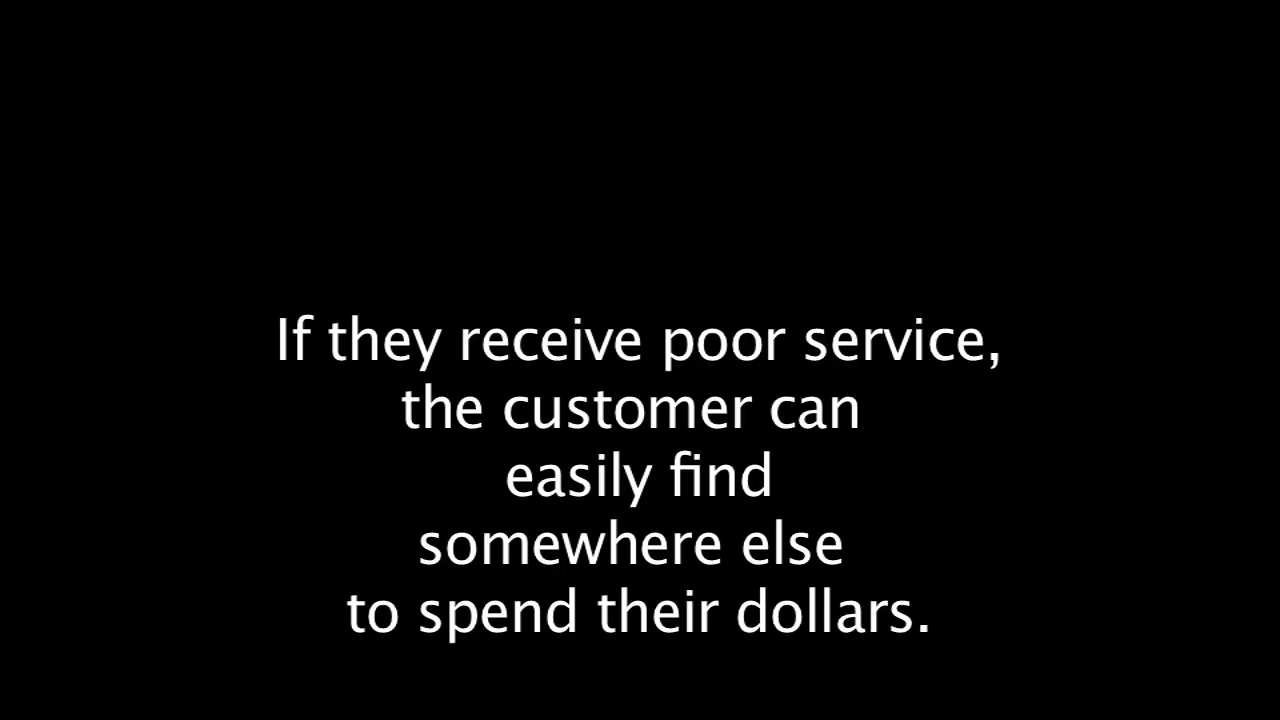 If they receive poor service,
the customer can
easily find
somewhere else
to spend their dollars.